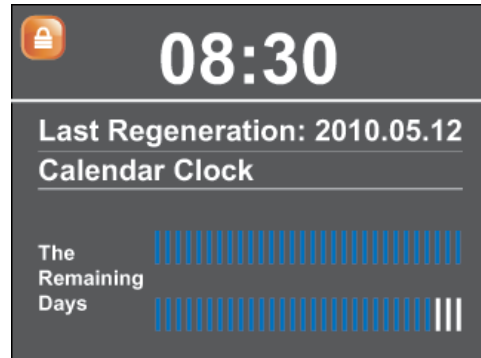 08:30
Last Regeneration: 2010.05.12
Calendar Clock
The
Remaining
Days